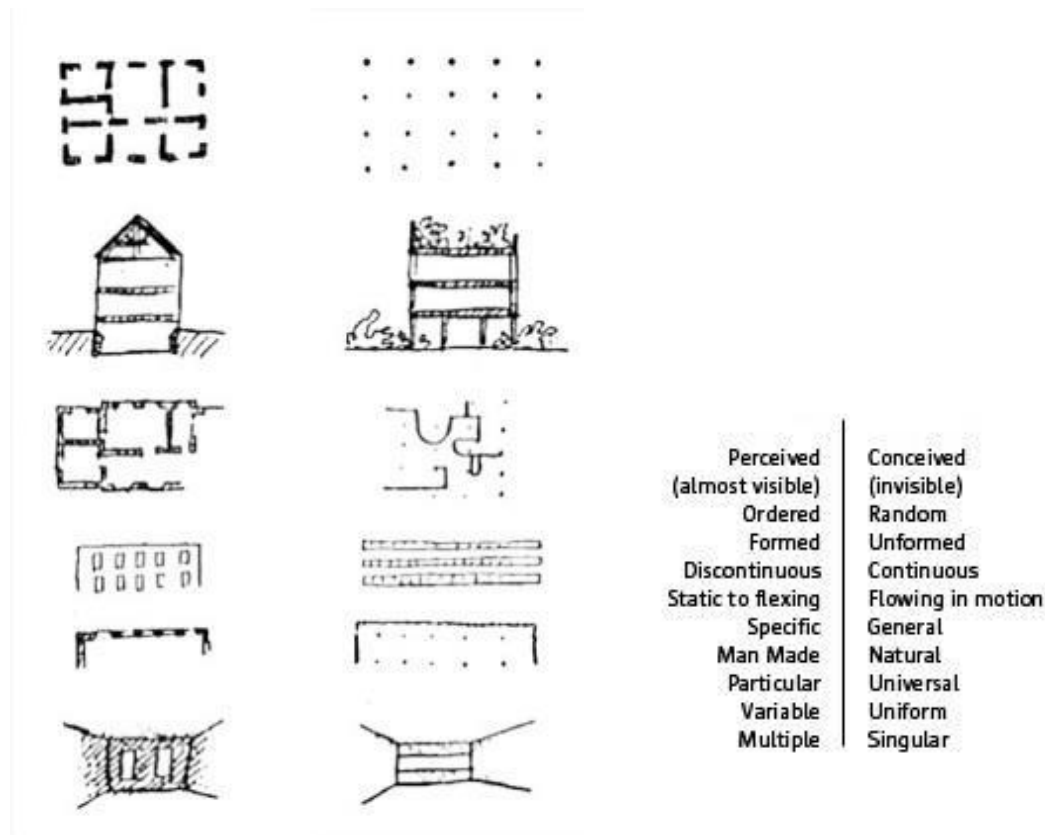 Perceived Conceived
(almost visible) (invisible)
Ordered Random
Formed Unformed
Discontinuous Continuous
Static to flexing Flowing in motion
Specific General
Man Made Natural
Particular Universal
Variable Uniform
Multiple Singular